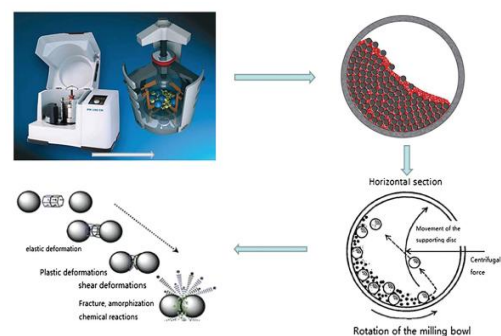 Horizontal section
Movement of the
supporting disc
Centrifugal
force
Rotation of the milling bowl
elastic deformation
Plastic deformations
shear deformations
Fracture, amorphization
chemical reactions